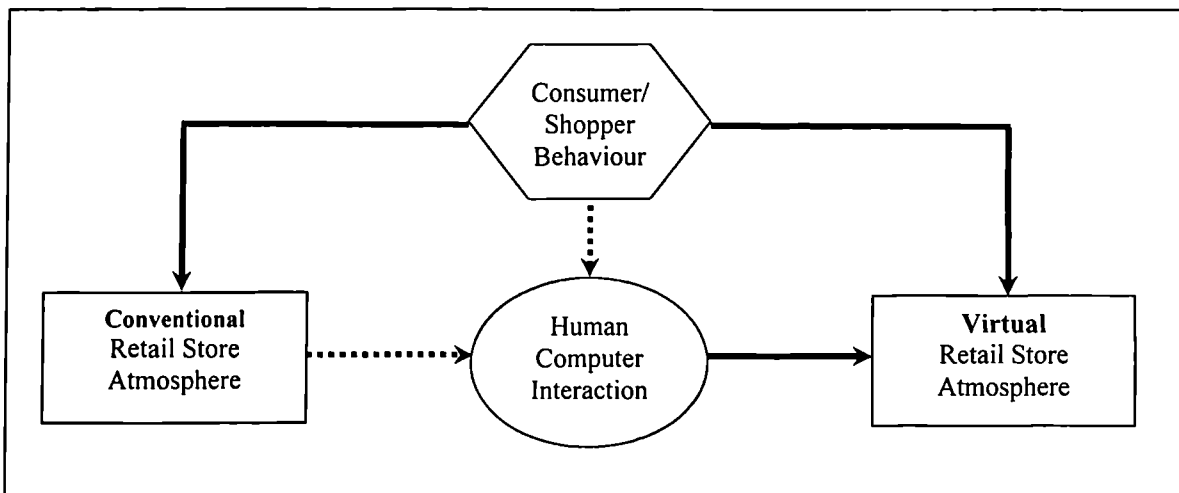 Consumer/
Shopper
Behaviour
Conventional
Retail Store
Atmosphere
Human
Computer
Interaction
Virtual
Retail Store
Atmosphere